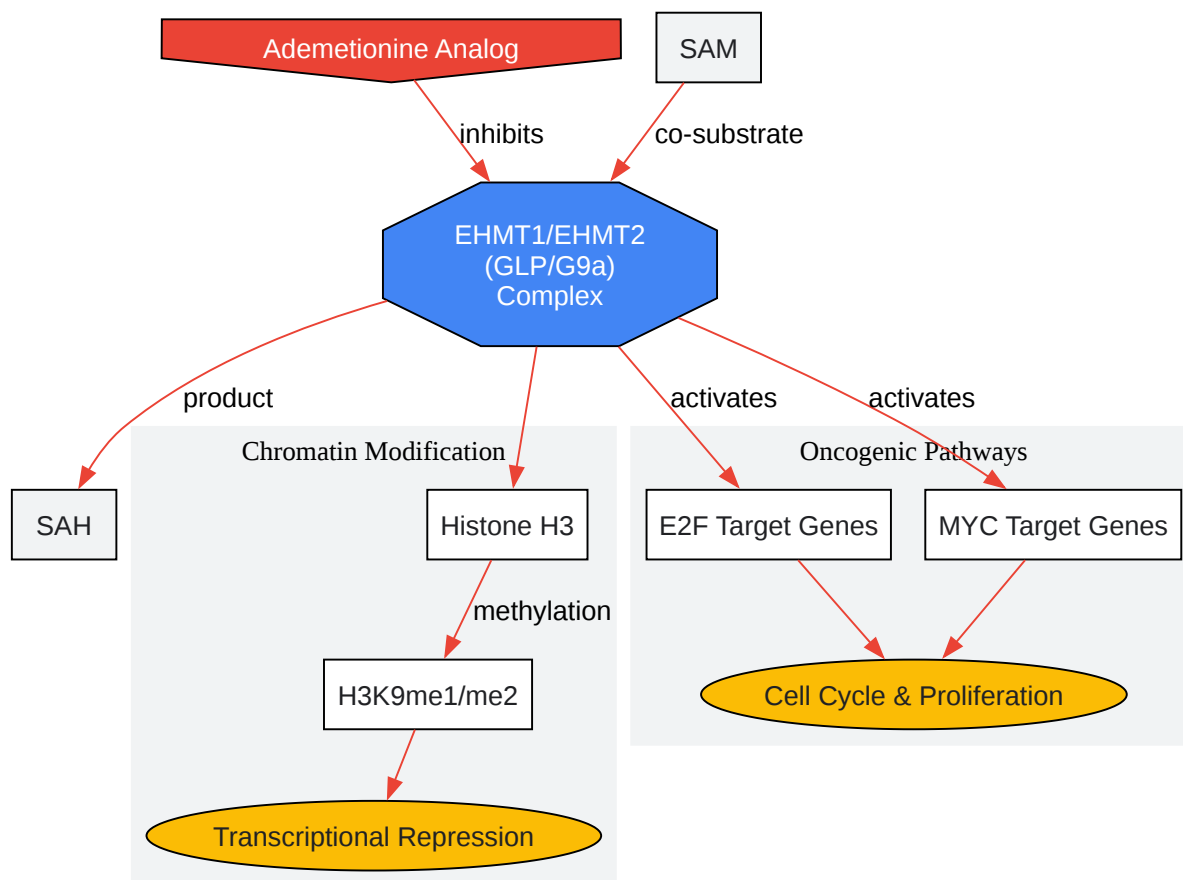 Ademetionine Analog
SAM
inhibits
co-substrate
EHMT1/EHMT2
(GLP/G9a)
Complex
product
activates
activates
Chromatin Modification
Oncogenic Pathways
SAH
Histone H3
E2F Target Genes
MYC Target Genes
methylation
H3K9me1/me2
Cell Cycle & Proliferation
Transcriptional Repression